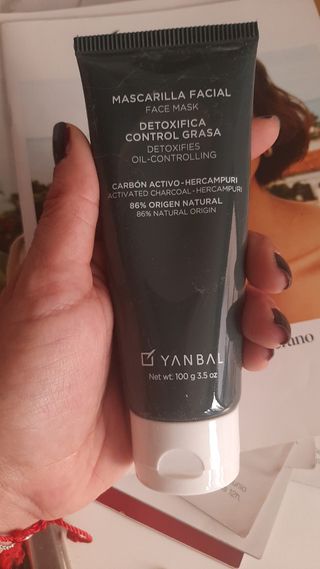 MASCARILLA FACIAL
FACE MASK
DETOXIFICA
CONTROL GRASA
DETOXIFIES
OIL-CONTROLLING
CARBÓN ACTIVO-HERCAMPURI
ACTIVATED CHARCOAL-HERCAMPURI
86% ORIGEN NATURAL
86% NATURAL ORIGIN
YANBAL
Net wt: 100 g 3.5 oz
12h.